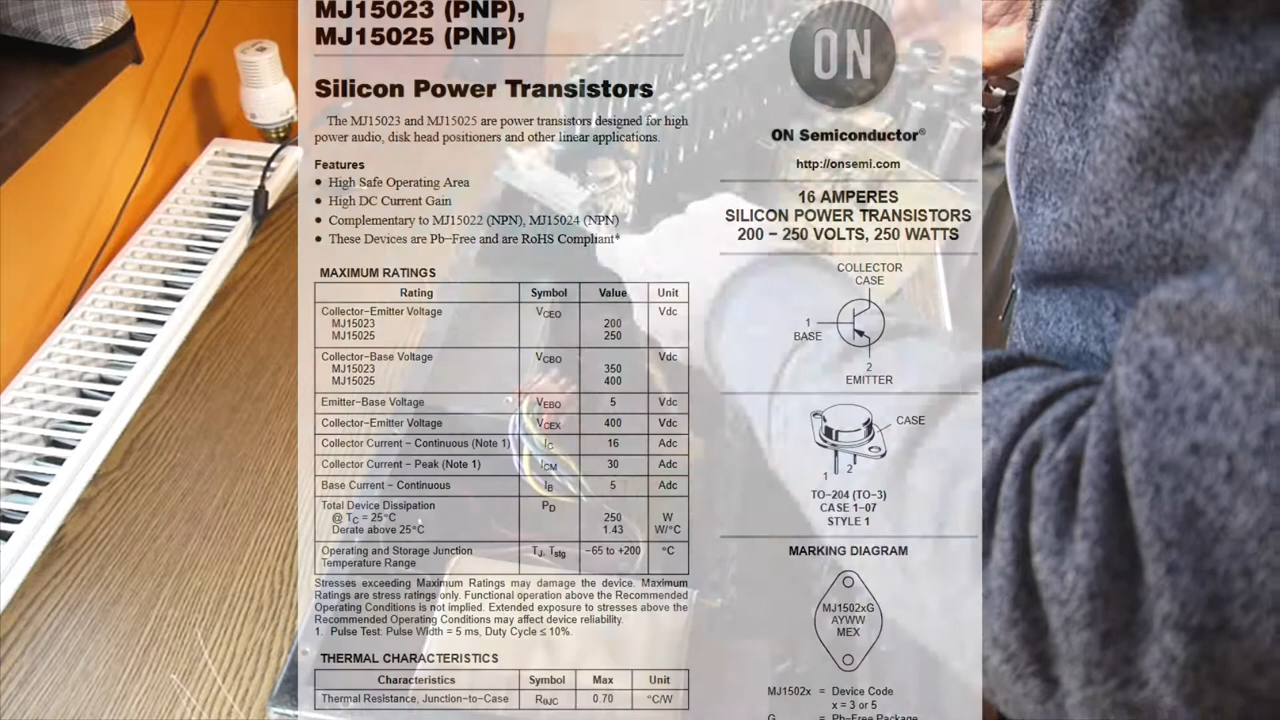 MJ15023 (PNP),
MJ15025 (PNP)
Silicon Power Transistors
The MJ15023 and MJ15025 are power transistors designed for high
power audio, disk head positioners and other linear applications.
Features
● High Safe Operating Area
● High DC Current Gain
● Complementary to MJ15022 (NPN), MJ15024 (NPN)
● These Devices are Pb−Free and are RoHS Compliant*
MAXIMUM RATINGS
Rating Symbol Value Unit
Collector−Emitter Voltage VCEO Vdc
MJ15023 200
MJ15025 250
Collector−Base Voltage VCBO Vdc
MJ15023 350
MJ15025 400
Emitter−Base Voltage VEBO 5 Vdc
Collector−Emitter Voltage VCEX 400 Vdc
Collector Current − Continuous (Note 1) IC 16 Adc
Collector Current − Peak (Note 1) ICM 30 Adc
Base Current − Continuous IB 5 Adc
Total Device Dissipation PD
@ TC = 25°C 250 W
Derate above 25°C 1.43 W/°C
Operating and Storage Junction TJ, Tstg −65 to +200 °C
Temperature Range
Stresses exceeding Maximum Ratings may damage the device. Maximum
Ratings are stress ratings only. Functional operation above the Recommended
Operating Conditions is not implied. Extended exposure to stresses above the
Recommended Operating Conditions may affect device reliability.
1. Pulse Test: Pulse Width = 5 ms, Duty Cycle ≤ 10%.
THERMAL CHARACTERISTICS
Characteristics Symbol Max Unit
Thermal Resistance, Junction−to−Case RθJC 0.70 °C/W
ON
ON Semiconductor®
http://onsemi.com
16 AMPERES
SILICON POWER TRANSISTORS
200 − 250 VOLTS, 250 WATTS
COLLECTOR
CASE
1
BASE
2
EMITTER
CASE
1
2
TO−204 (TO−3)
CASE 1−07
STYLE 1
MARKING DIAGRAM
MJ1502xG
AYWW
MEX
MJ1502x = Device Code
x = 3 or 5
G = Pb−Free Package